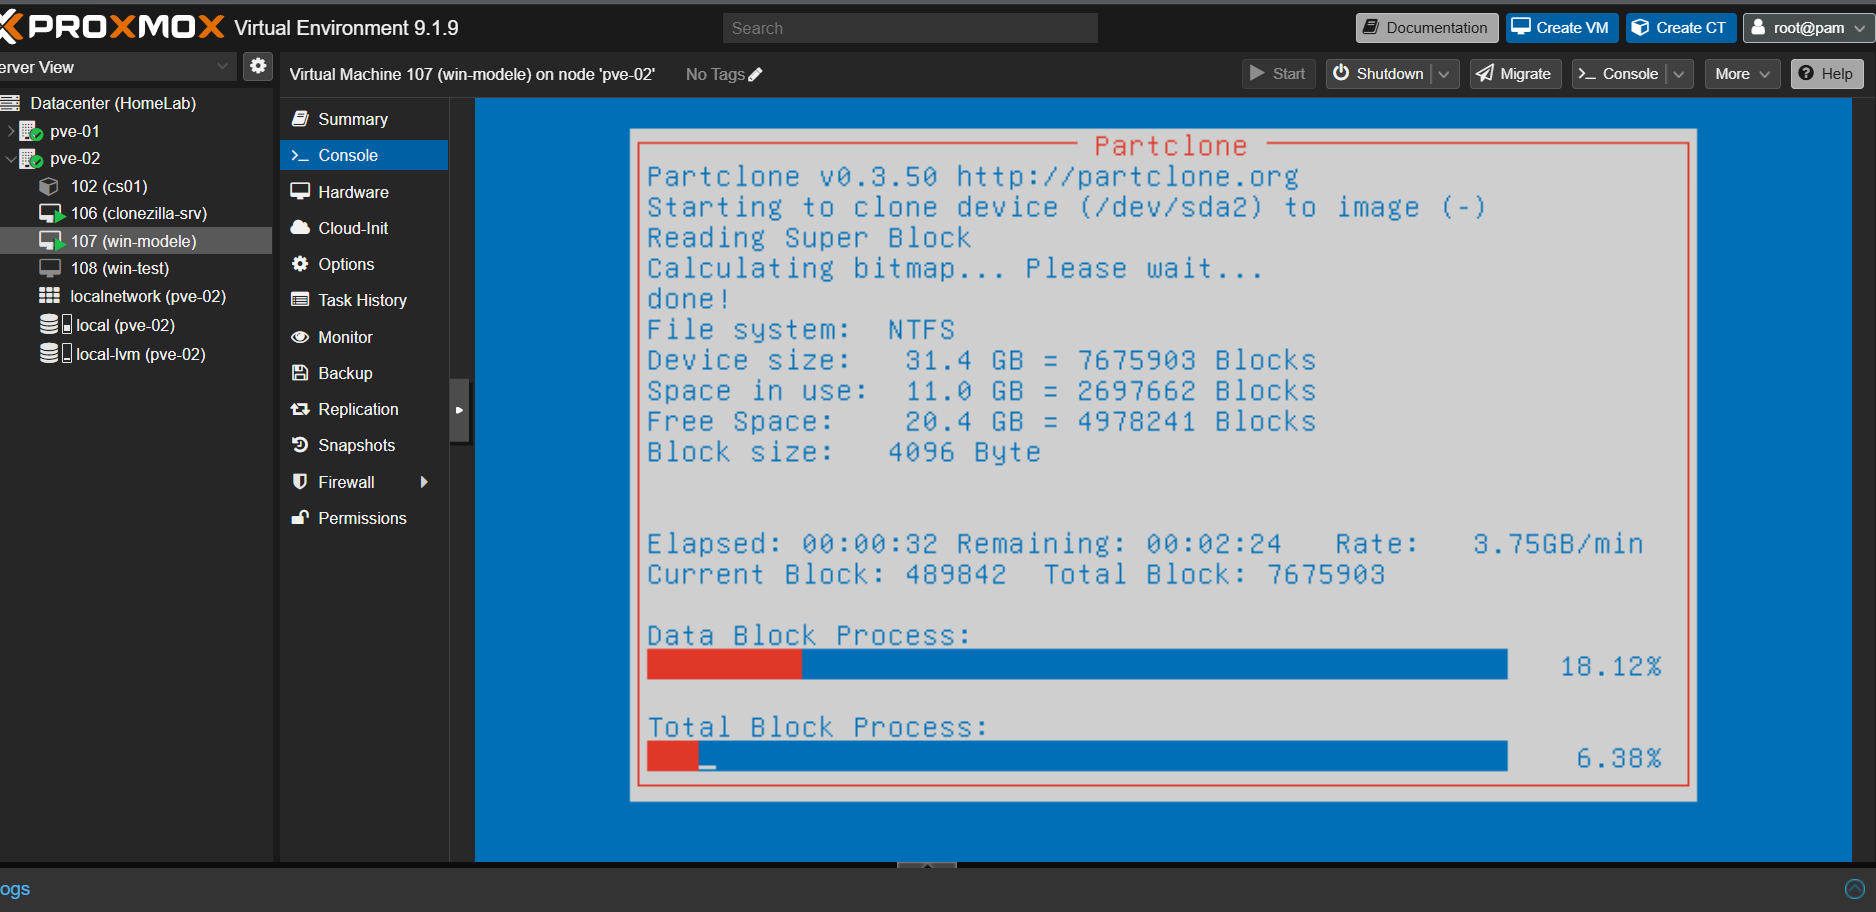 PROXMOX Virtual Environment 9.1.9
Search
Documentation
Create VM
Create CT
root@pam
erver View
Virtual Machine 107 (win-modele) on node 'pve-02'
No Tags
Start
Shutdown
Migrate
Console
More
Help
Datacenter (HomeLab)
pve-01
pve-02
102 (cs01)
106 (clonezilla-srv)
107 (win-modele)
108 (win-test)
localnetwork (pve-02)
local (pve-02)
local-lvm (pve-02)
Summary
Console
Hardware
Cloud-Init
Options
Task History
Monitor
Backup
Replication
Snapshots
Firewall
Permissions
Partclone
Partclone v0.3.50 http://partclone.org
Starting to clone device (/dev/sda2) to image (-)
Reading Super Block
Calculating bitmap... Please wait...
done!
File system:  NTFS
Device size:   31.4 GB = 7675903 Blocks
Space in use:  11.0 GB = 2697662 Blocks
Free Space:    20.4 GB = 4978241 Blocks
Block size:   4096 Byte
Elapsed: 00:00:32 Remaining: 00:02:24   Rate:   3.75GB/min
Current Block: 489842  Total Block: 7675903
Data Block Process:
18.12%
Total Block Process:
6.38%
ogs